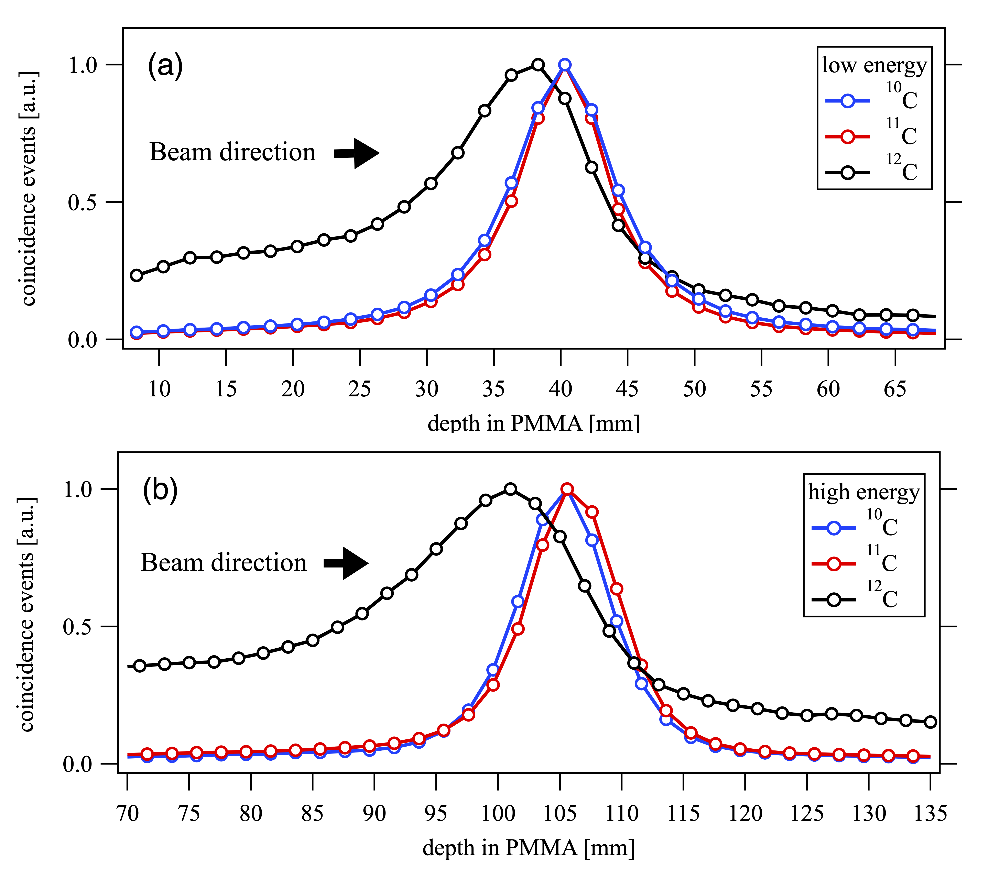 (a)
1.0
0.5
0.0
coincidence events [a.u.]
Beam direction
low energy
10C
11C
12C
10 15 20 25 30 35 40 45 50 55 60 65
depth in PMMA [mm]
(b)
1.0
0.5
0.0
coincidence events [a.u.]
Beam direction
high energy
10C
11C
12C
70 75 80 85 90 95 100 105 110 115 120 125 130 135
depth in PMMA [mm]